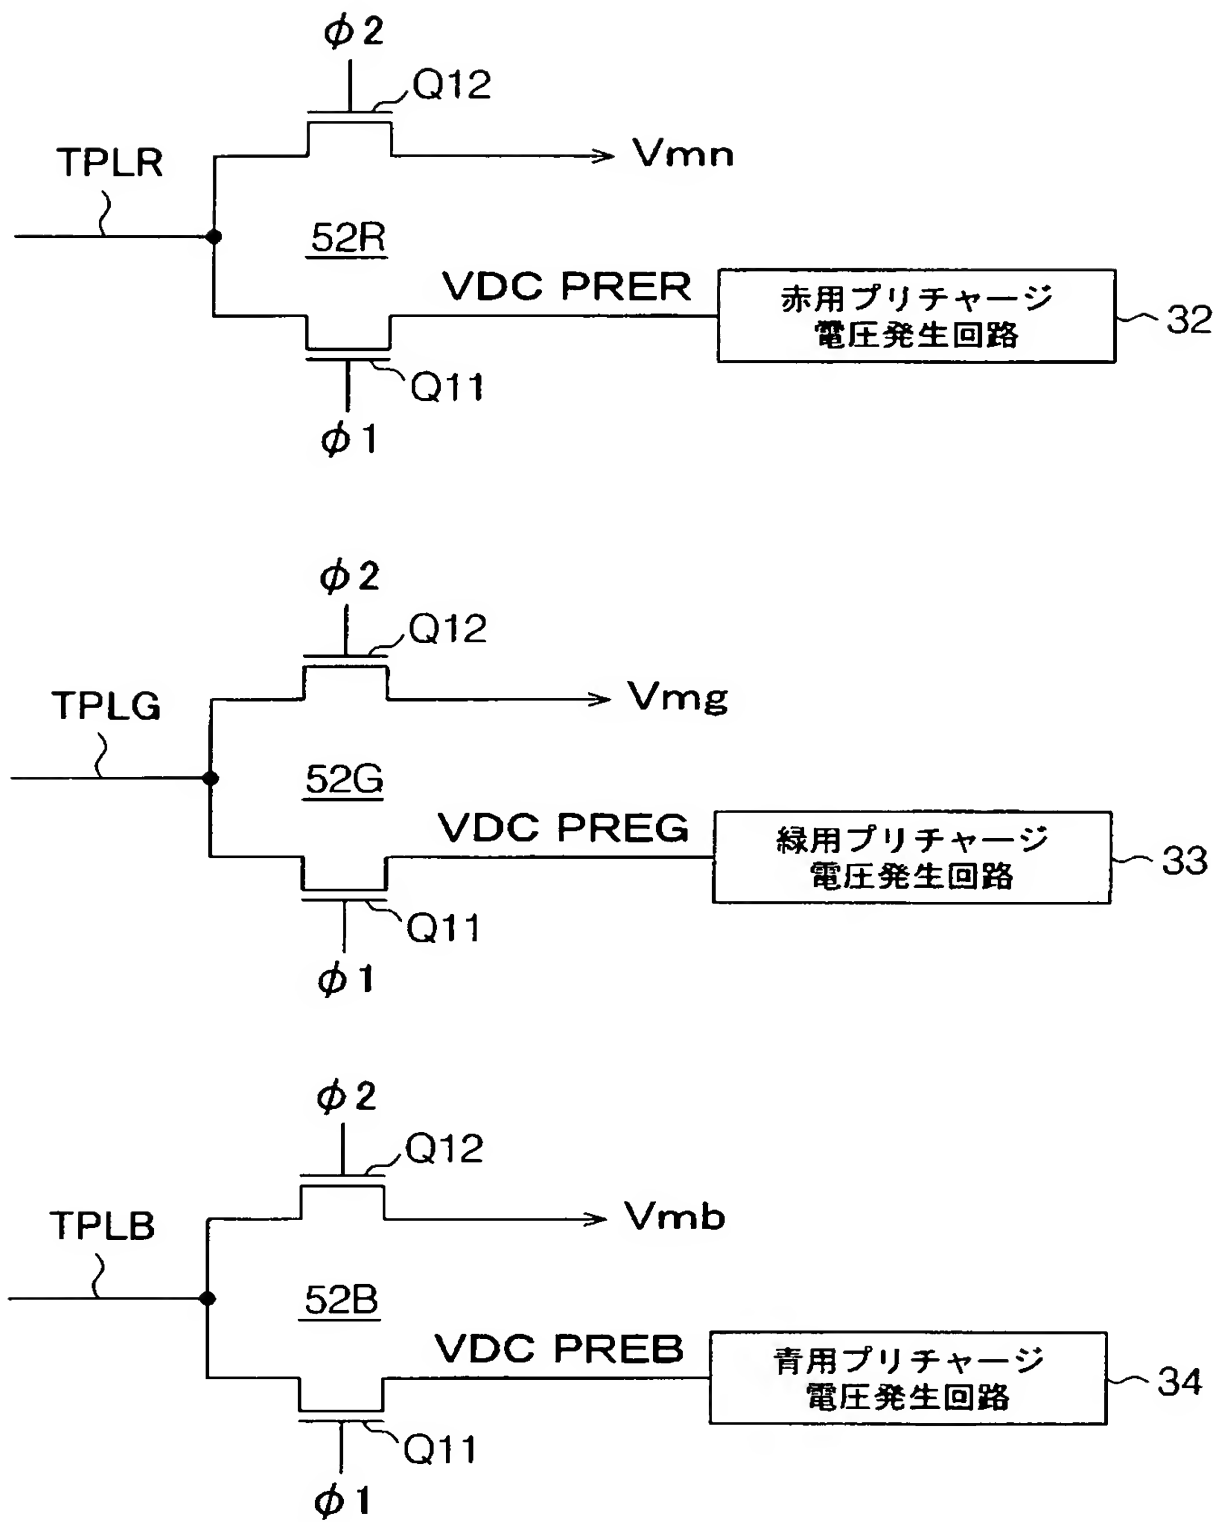 φ2
Q12
TPLR
Vmn
52R
VDC PRER
赤用プリチャージ
電圧発生回路
32
Q11
φ1
φ2
Q12
TPLG
Vmg
52G
VDC PREG
緑用プリチャージ
電圧発生回路
33
Q11
φ1
φ2
Q12
TPLB
Vmb
52B
VDC PREB
青用プリチャージ
電圧発生回路
34
Q11
φ1